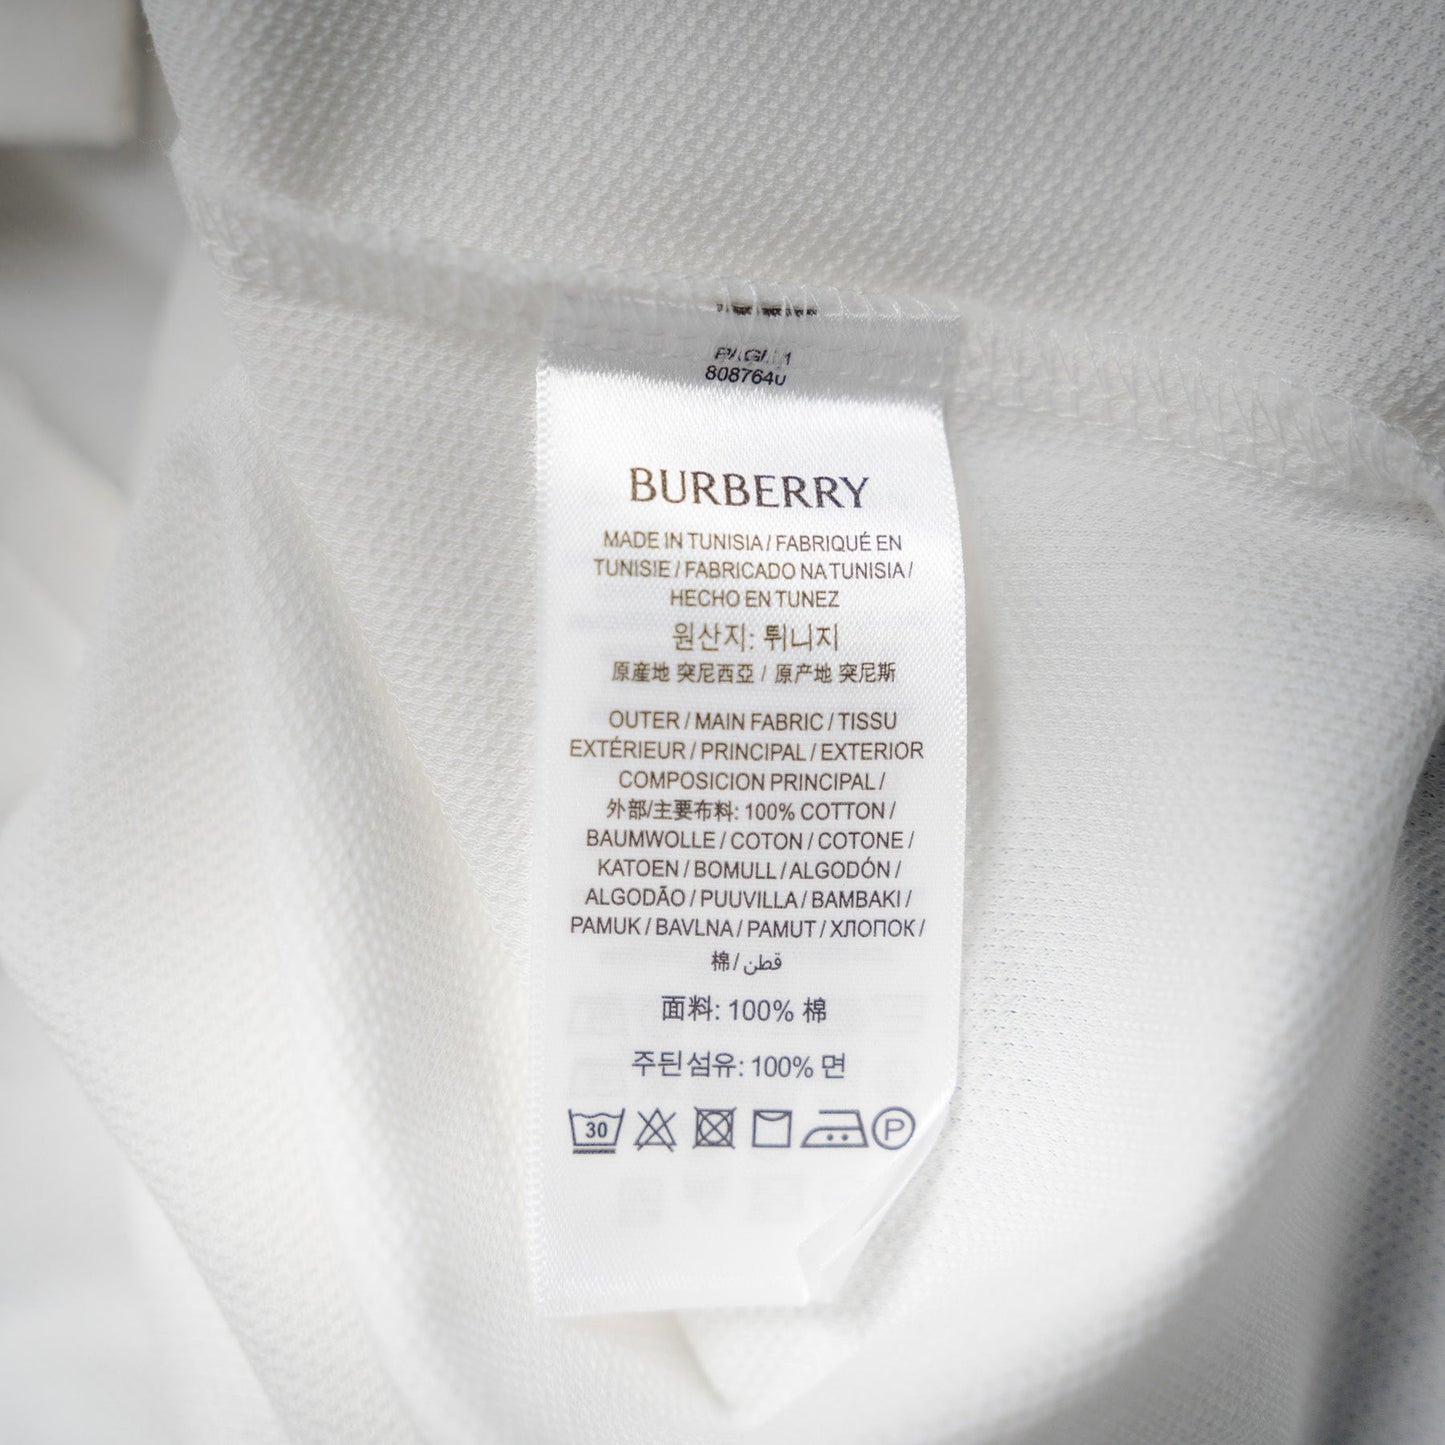 8087640
BURBERRY
MADE IN TUNISIA / FABRIQUÉ EN
TUNISIE / FABRICADO NA TUNISIA /
HECHO EN TUNEZ
원산지: 튀니지
原産地 突尼西亞 / 原产地 突尼斯
OUTER / MAIN FABRIC / TISSU
EXTÉRIEUR / PRINCIPAL / EXTERIOR
COMPOSICION PRINCIPAL /
外部/主要布料: 100% COTTON /
BAUMWOLLE / COTON / COTONE /
KATOEN / BOMULL / ALGODÓN /
ALGODÃO / PUUVILLA / BAMBAKI /
PAMUK / BAVLNA / PAMUT / ХЛОПОК /
棉 / قطن
面料: 100% 棉
주된섬유: 100% 면
30 P